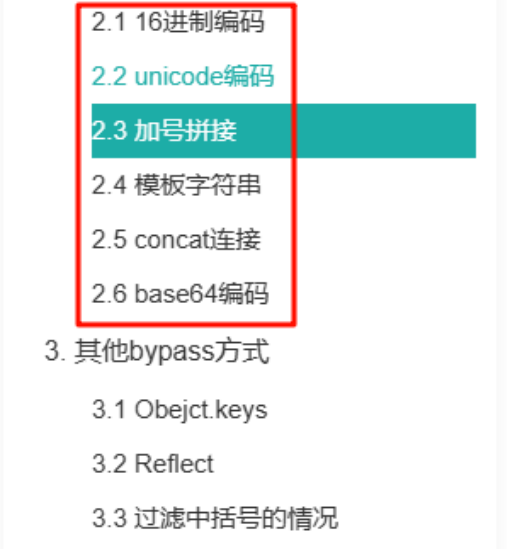 2.1 16进制编码
2.2 unicode编码
2.3 加号拼接
2.4 模板字符串
2.5 concat连接
2.6 base64编码
3. 其他bypass方式
3.1 Obejct.keys
3.2 Reflect
3.3 过滤中括号的情况